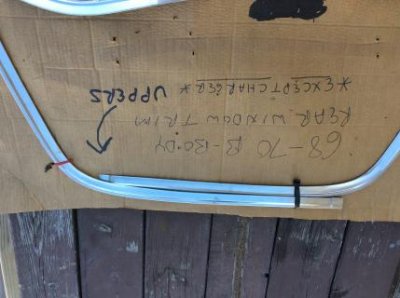 68-70 B-BODY
REAR WINDOW TRIM
*EXCEPT CHARGER*
UPPERS